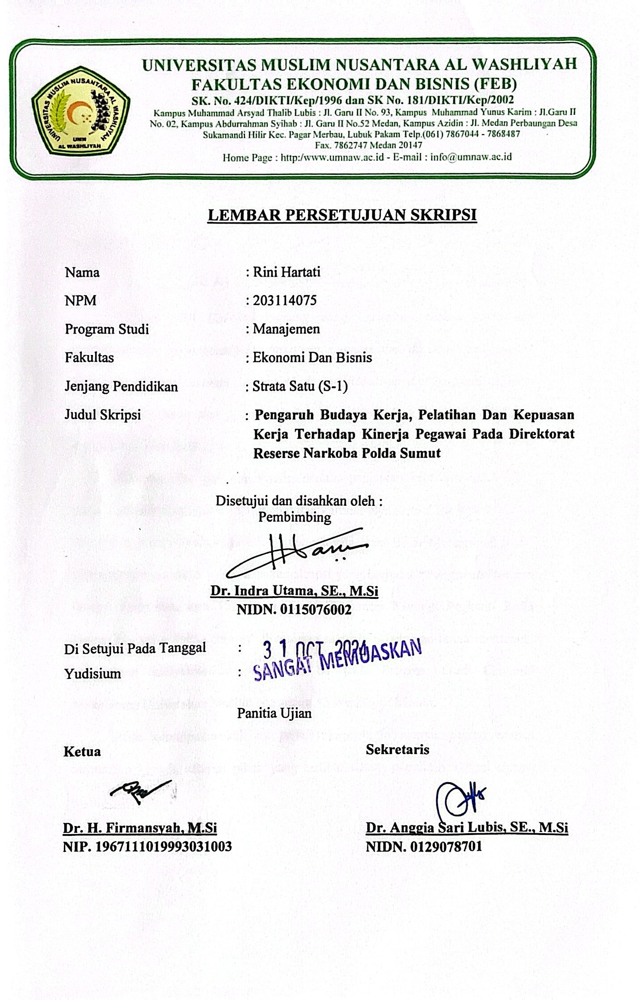 UNIVERSITAS MUSLIM NUSANTARA AL WASHLIYAH
UMN
AL WASHLIYAH
UNIVERSITAS MUSLIM NUSANTARA AL WASHLIYAH
FAKULTAS EKONOMI DAN BISNIS (FEB)
SK. No. 424/DIKTI/Kep/1996 dan SK No. 181/DIKTI/Kep/2002
Kampus Muhammad Arsyad Thalib Lubis : Jl. Garu II No. 93, Kampus Muhammad Yunus Karim : Jl.Garu II
No. 02, Kampus Abdurrahman Syihab : Jl. Garu II No.52 Medan, Kampus Azidin : Jl. Medan Perbaungan Desa
Sukamandi Hilir Kec. Pagar Merbau, Lubuk Pakam Telp.(061) 7867044 - 7868487
Fax. 7862747 Medan 20147
Home Page : http:/www.umnaw.ac.id - E-mail : info@umnaw.ac.id
LEMBAR PERSETUJUAN SKRIPSI
Nama : Rini Hartati
NPM : 203114075
Program Studi : Manajemen
Fakultas : Ekonomi Dan Bisnis
Jenjang Pendidikan : Strata Satu (S-1)
Judul Skripsi : Pengaruh Budaya Kerja, Pelatihan Dan Kepuasan
Kerja Terhadap Kinerja Pegawai Pada Direktorat
Reserse Narkoba Polda Sumut
Disetujui dan disahkan oleh :
Pembimbing
Dr. Indra Utama, SE., M.Si
NIDN. 0115076002
Di Setujui Pada Tanggal : 31 OCT 2024
Yudisium : SANGAT MEMUASKAN
Panitia Ujian
Ketua Sekretaris
Dr. H. Firmansyah, M.Si Dr. Anggia Sari Lubis, SE., M.Si
NIP. 1967111019993031003 NIDN. 0129078701